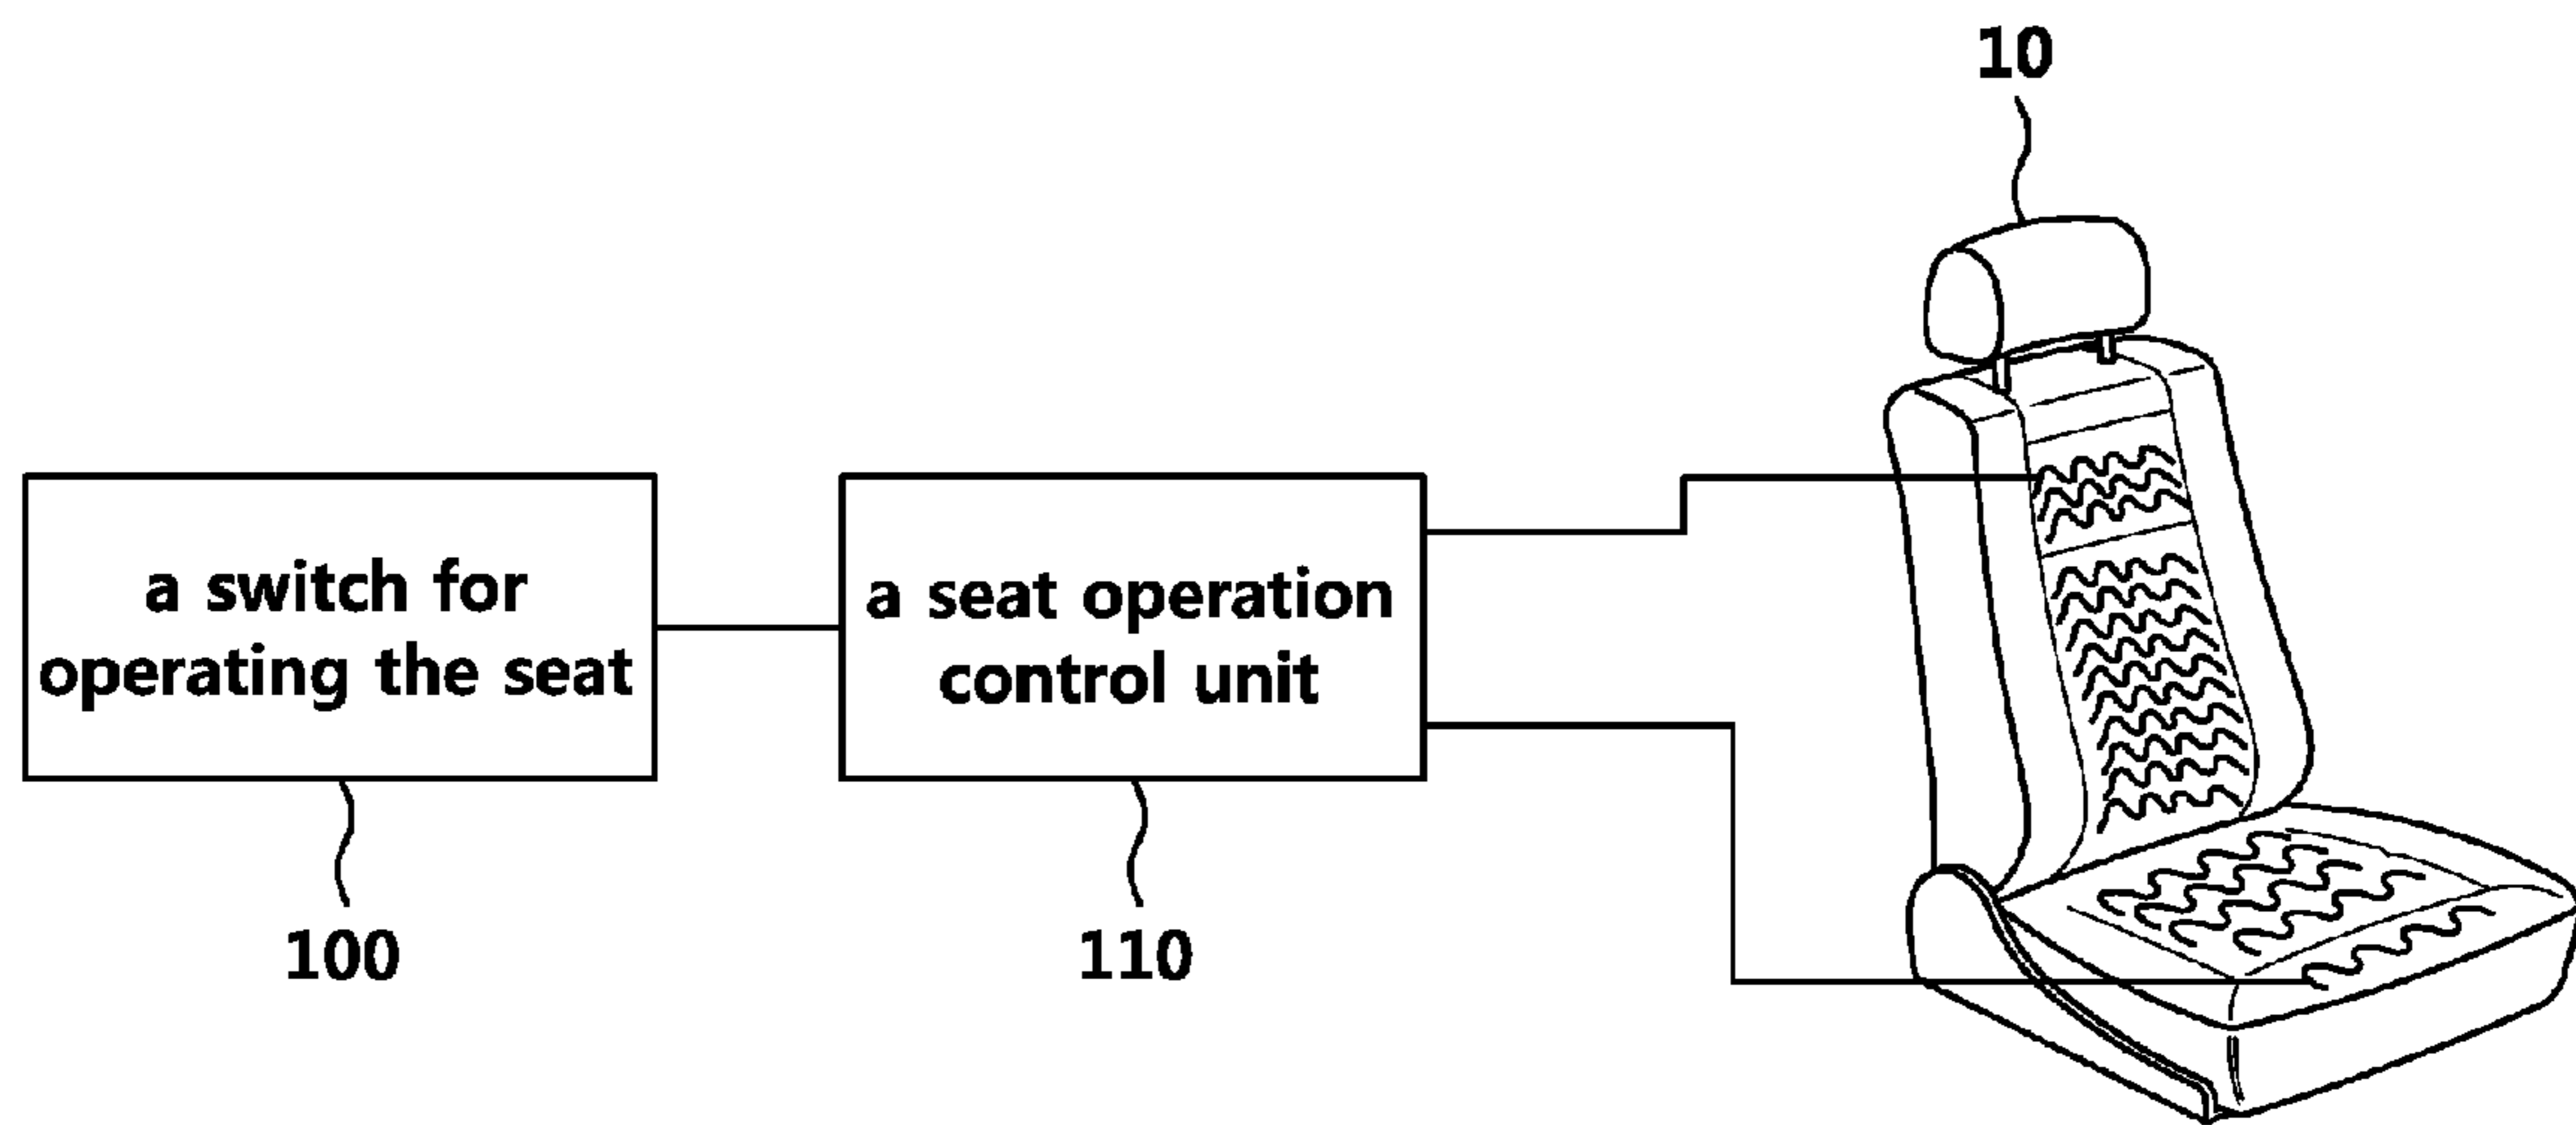 10
a switch for
operating the seat
a seat operation
control unit
100
110